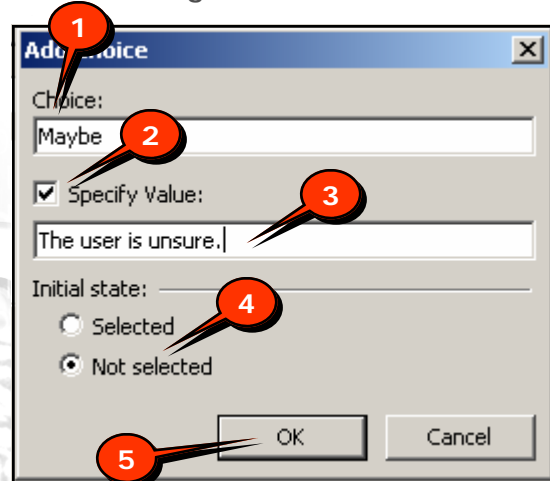 1
Add Choice
Choice:
Maybe
2
Specify Value:
3
The user is unsure.
Initial state:
4
Selected
Not selected
OK
Cancel
5